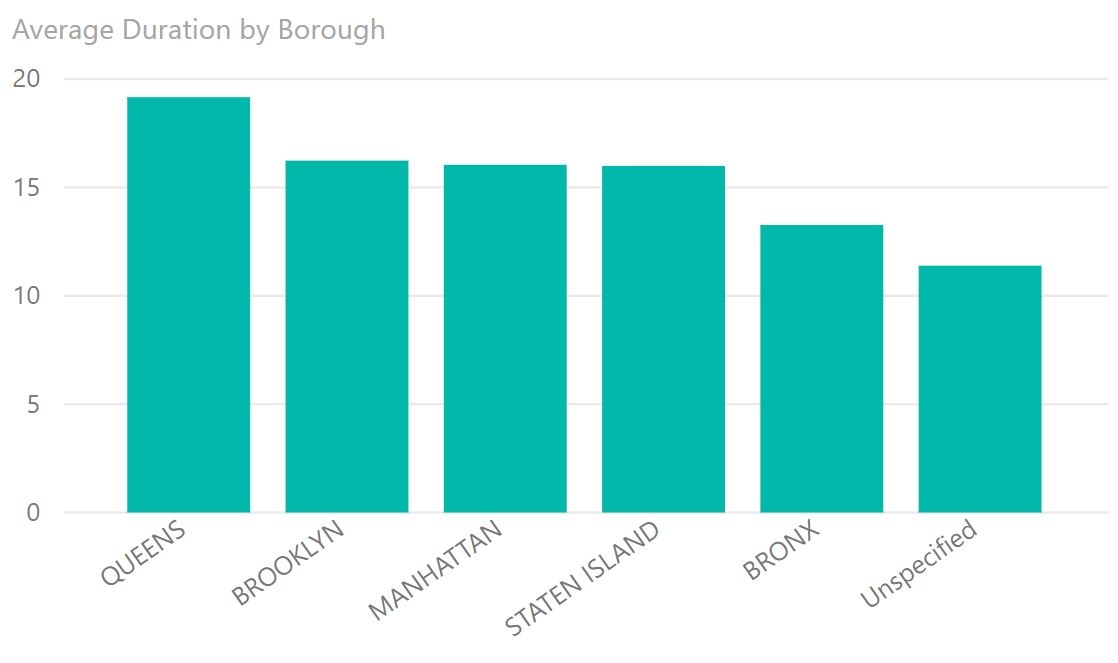 Average Duration by Borough
20
15
10
5
0
QUEENS
BROOKLYN
MANHATTAN
STATEN ISLAND
BRONX
Unspecified